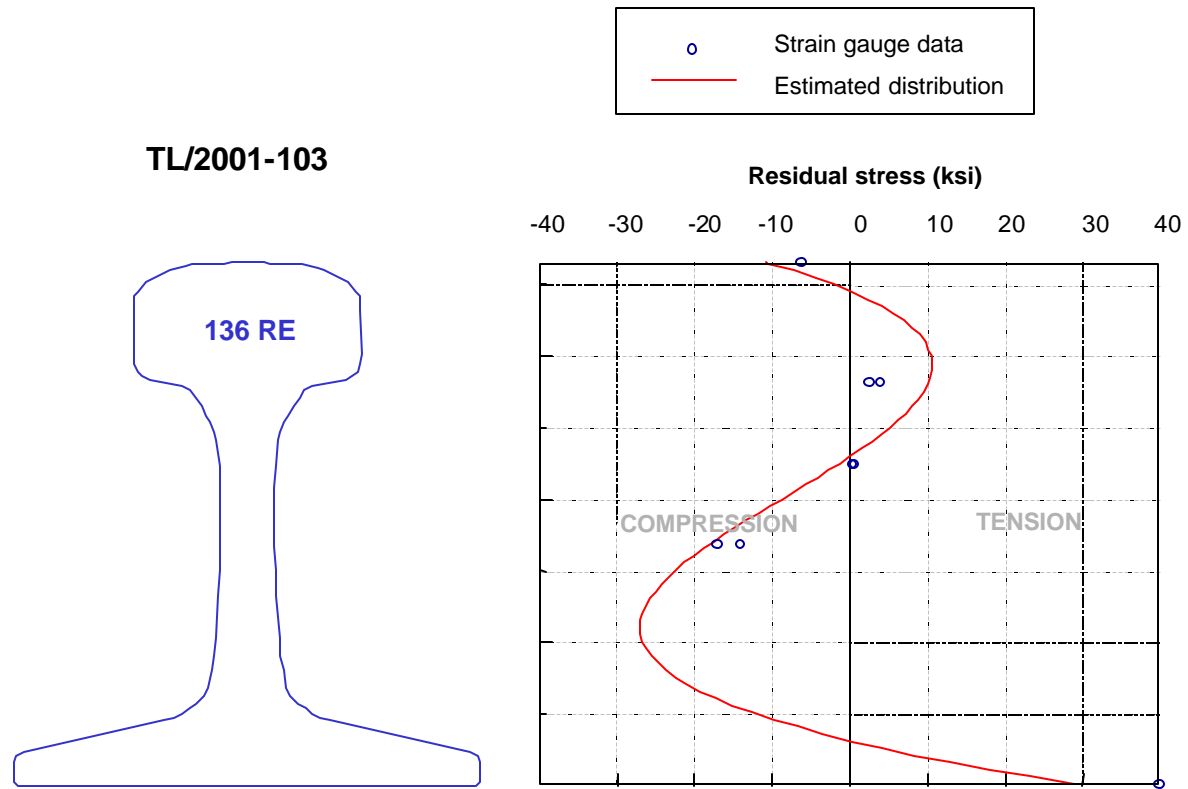 Strain gauge data
Estimated distribution
TL/2001-103
Residual stress (ksi)
-40 -30 -20 -10 0 10 20 30 40
136 RE
COMPRESSION TENSION